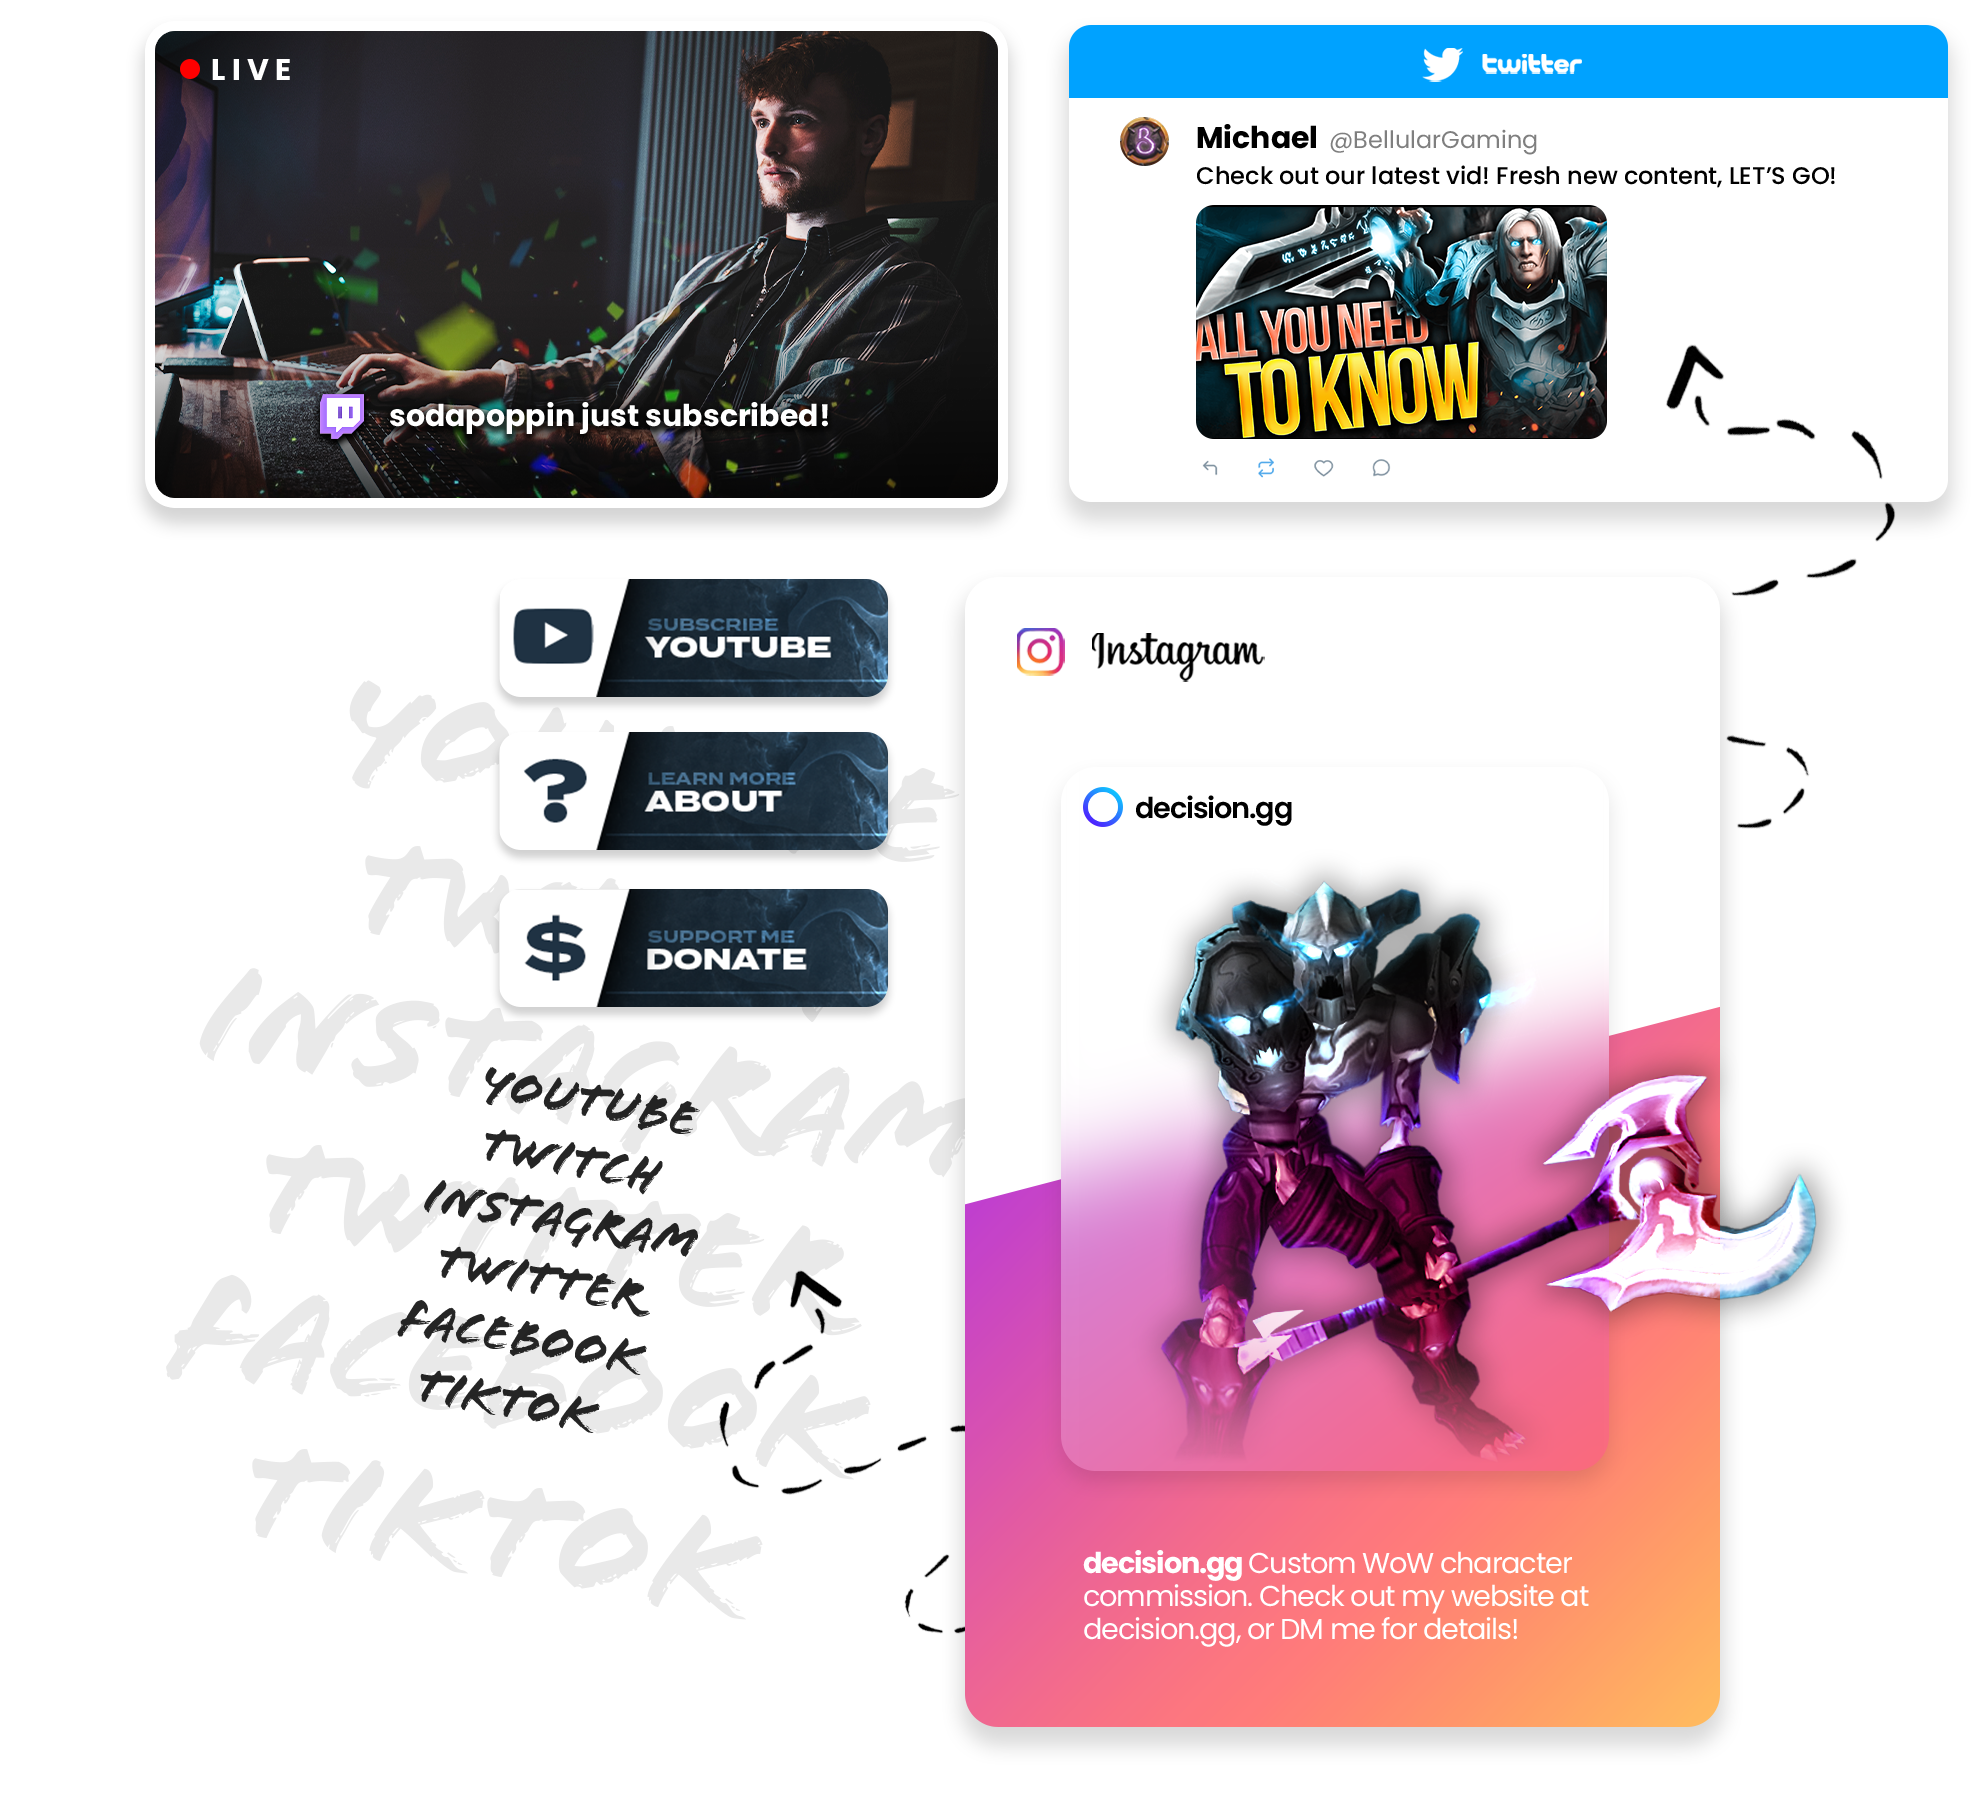 LIVE
sodapoppin just subscribed!
twitter
Michael @BellularGaming
Check out our latest vid! Fresh new content, LET'S GO!
ALL YOU NEED
TO KNOW
SUBSCRIBE
YOUTUBE
LEARN MORE
ABOUT
SUPPORT ME
DONATE
INSTAGRAM
TWITTER
FACEBOOK
TIKTOK
YOUTUBE
TWITCH
INSTAGRAM
TWITTER
FACEBOOK
TIKTOK
Instagram
decision.gg
decision.gg Custom WoW character
commission. Check out my website at
decision.gg, or DM me for details!